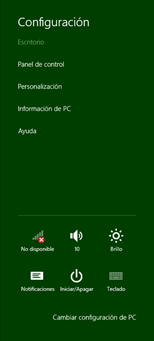 Configuración
Escritorio
Panel de control
Personalización
Información de PC
Ayuda
No disponible
10
Brillo
Notificaciones
Iniciar/Apagar
Teclado
Cambiar configuración de PC